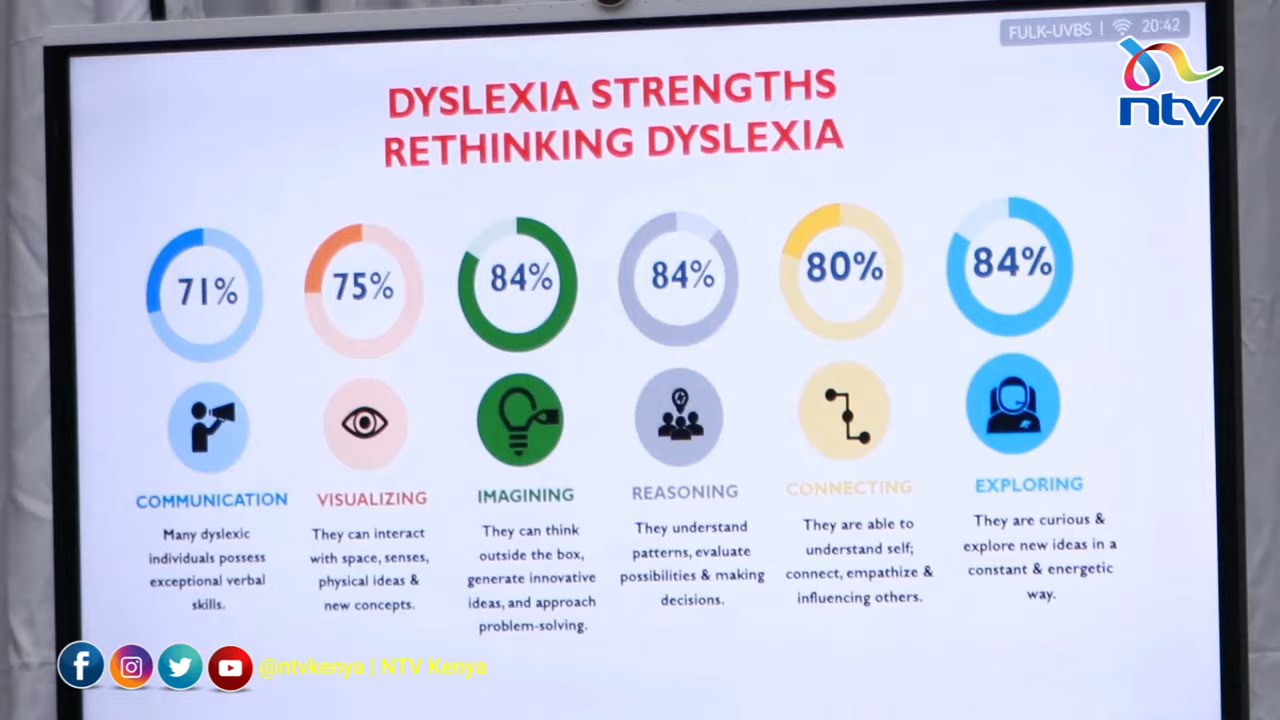 FULK-UVBS | 20:42
ntv
DYSLEXIA STRENGTHS
RETHINKING DYSLEXIA
71%
75%
84%
84%
80%
84%
COMMUNICATION
Many dyslexic
individuals possess
exceptional verbal
skills.
VISUALIZING
They can interact
with space, senses,
physical ideas &
new concepts.
IMAGINING
They can think
outside the box,
generate innovative
ideas, and approach
problem-solving.
REASONING
They understand
patterns, evaluate
possibilities & making
decisions.
CONNECTING
They are able to
understand self;
connect, empathize &
influencing others.
EXPLORING
They are curious &
explore new ideas in a
constant & energetic
way.
@ntvkenya | NTV Kenya